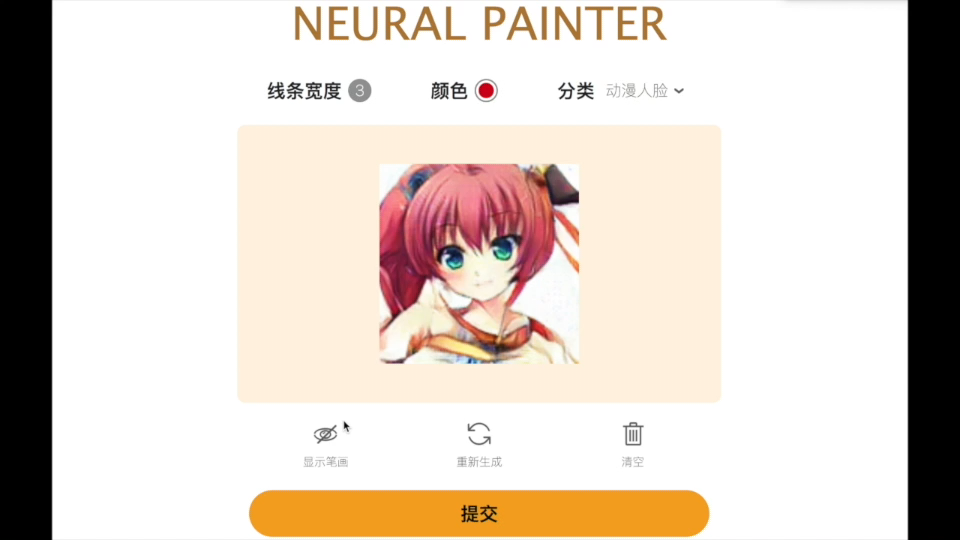 NEURAL PAINTER
线条宽度 3 颜色 分类 动漫人脸
显示笔画 重新生成 清空
提交